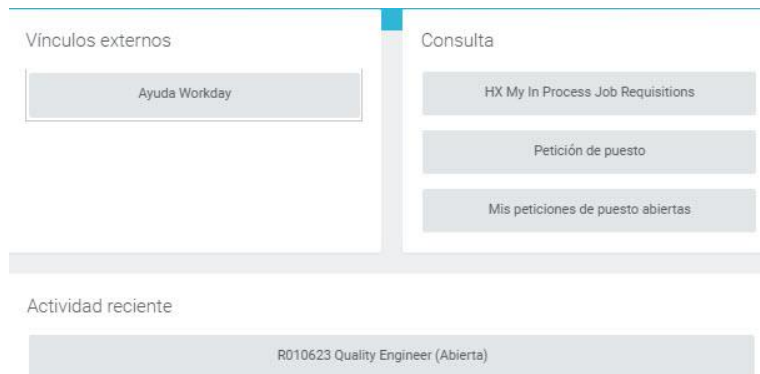 Vínculos externos
Ayuda Workday
Consulta
HX My In Process Job Requisitions
Petición de puesto
Mis peticiones de puesto abiertas
Actividad reciente
R010623 Quality Engineer (Abierta)